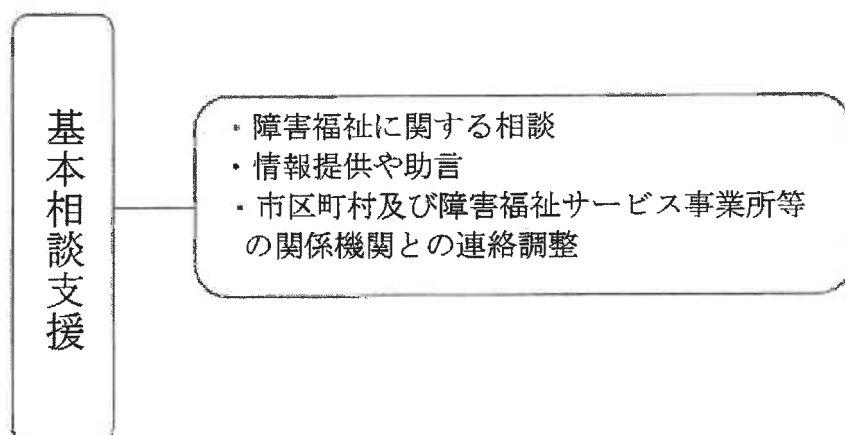 基本相談支援
・障害福祉に関する相談
・情報提供や助言
・市区町村及び障害福祉サービス事業所等
の関係機関との連絡調整